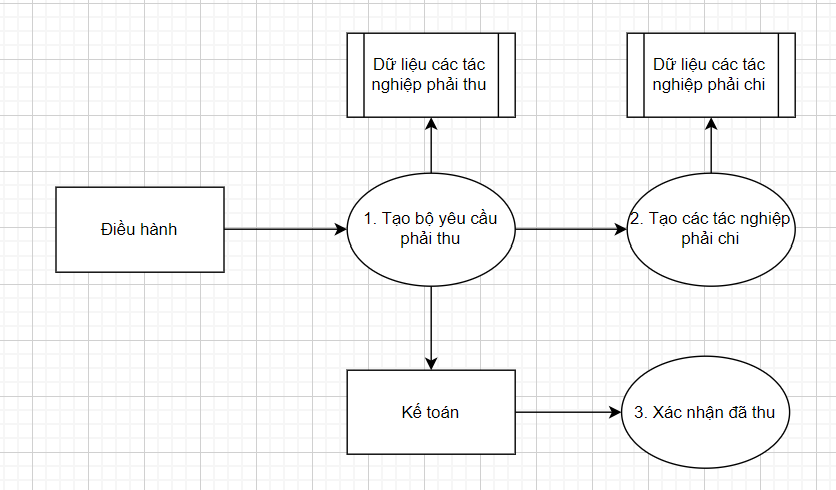 Dữ liệu các tác
nghiệp phải thu
Dữ liệu các tác
nghiệp phải chi
Điều hành
1. Tạo bộ yêu cầu
phải thu
2. Tạo các tác nghiệp
phải chi
Kế toán
3. Xác nhận đã thu